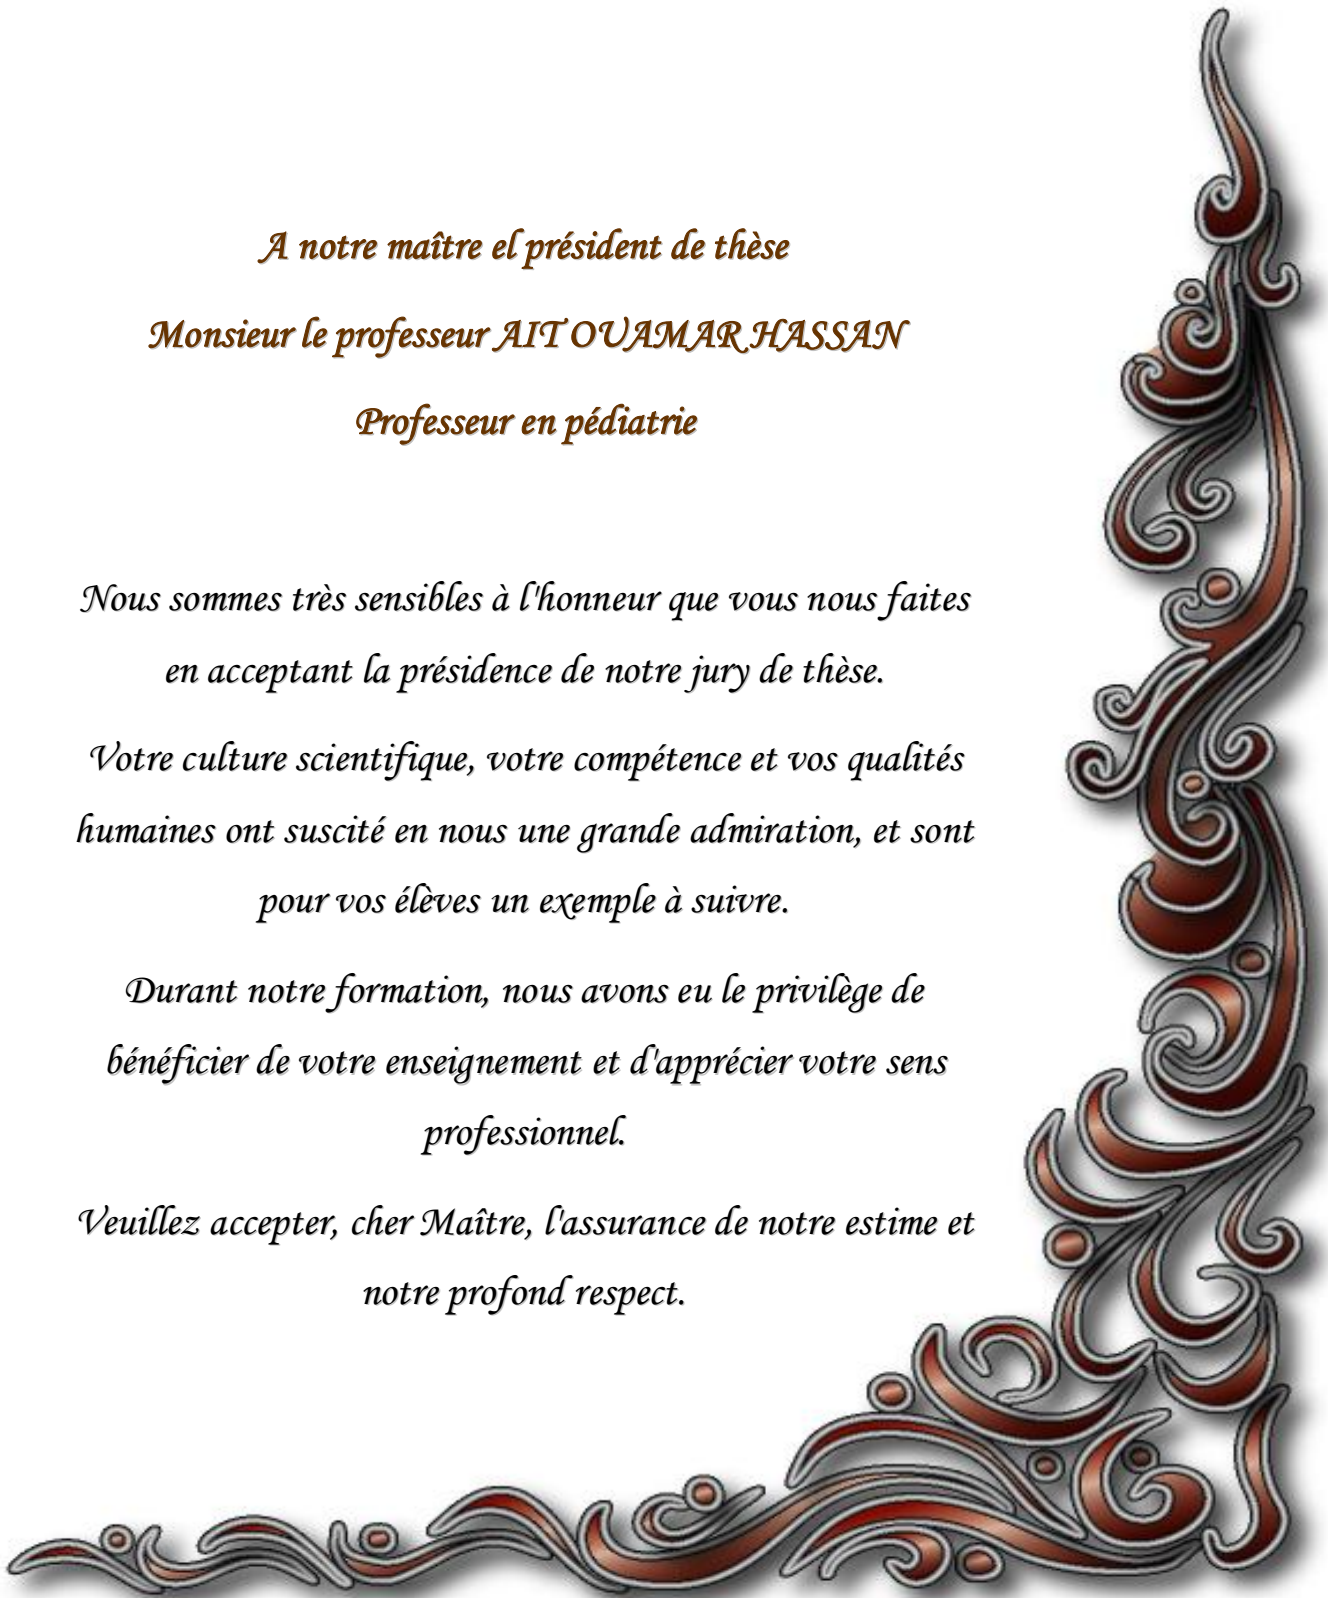 A notre maître el président de thèse
Monsieur le professeur AIT OUAMAR HASSAN
Professeur en pédiatrie
Nous sommes très sensibles à l'honneur que vous nous faites
en acceptant la présidence de notre jury de thèse.
Votre culture scientifique, votre compétence et vos qualités
humaines ont suscité en nous une grande admiration, et sont
pour vos élèves un exemple à suivre.
Durant notre formation, nous avons eu le privilège de
bénéficier de votre enseignement et d'apprécier votre sens
professionnel.
Veuillez accepter, cher Maître, l'assurance de notre estime et
notre profond respect.